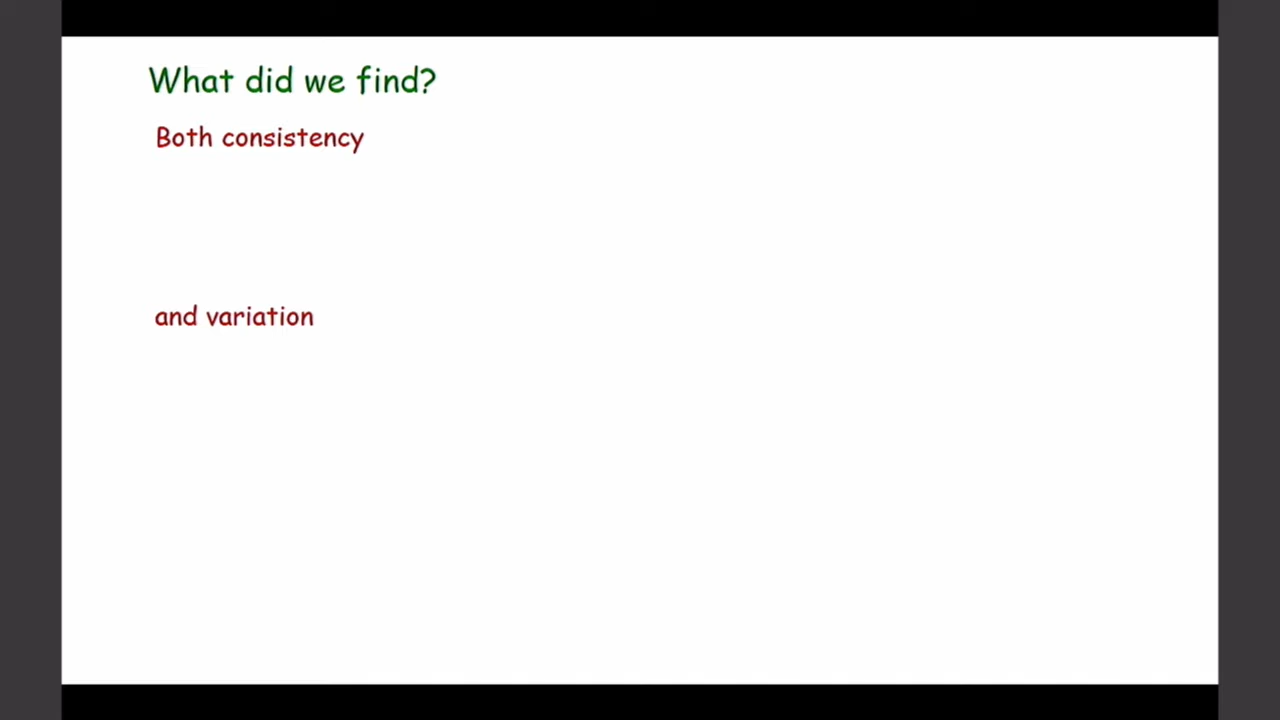 What did we find?
Both consistency
and variation